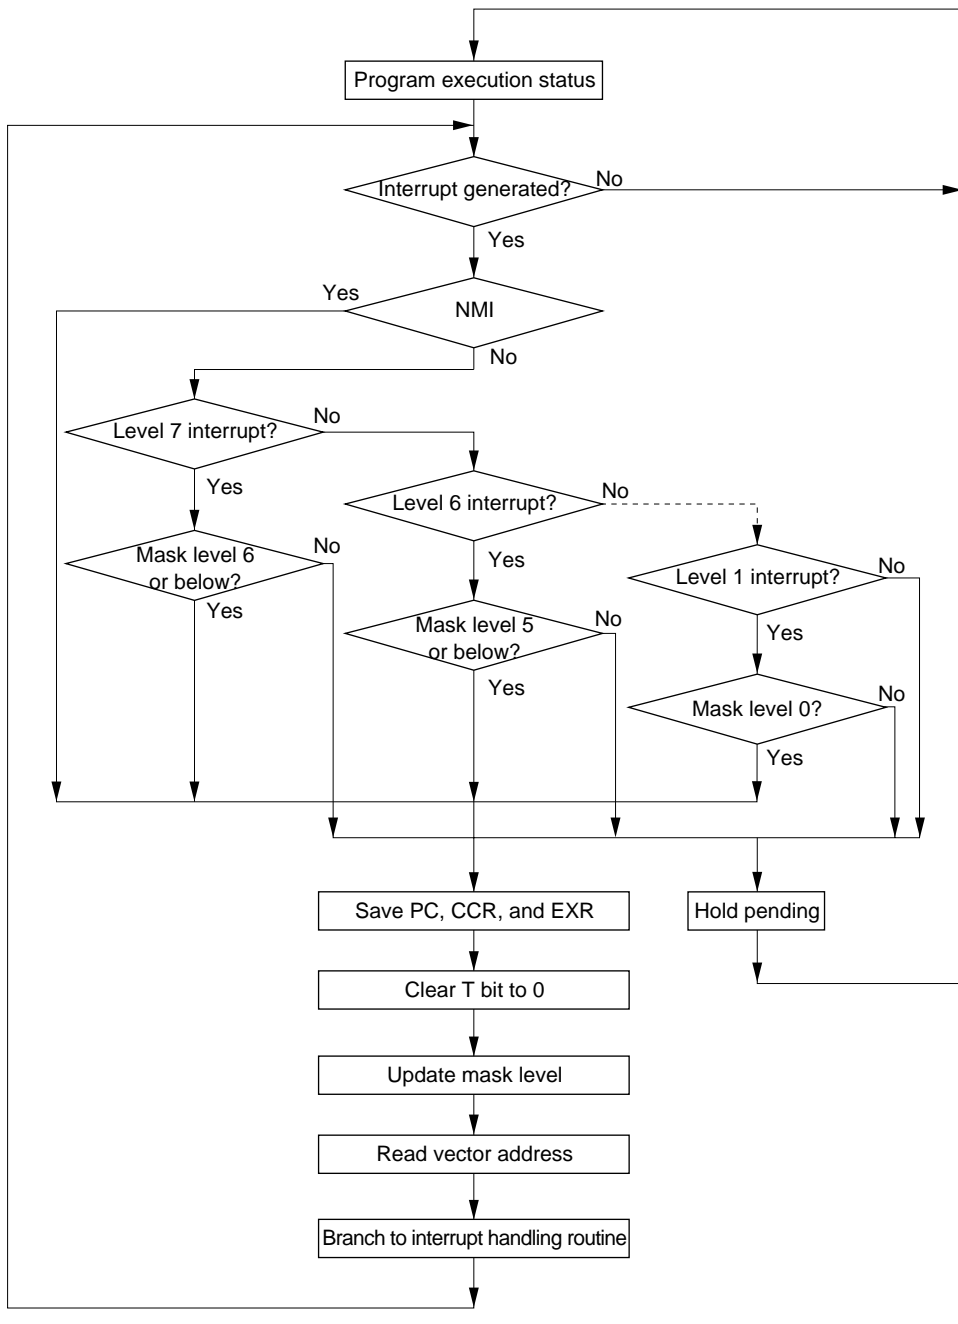 Program execution status
Interrupt generated?
No
Yes
Yes
NMI
No
Level 7 interrupt?
No
Yes
Level 6 interrupt?
No
Yes
Mask level 6
or below?
No
Yes
Level 1 interrupt?
No
Yes
Mask level 5
or below?
No
Yes
Mask level 0?
No
Yes
Save PC, CCR, and EXR
Hold pending
Clear T bit to 0
Update mask level
Read vector address
Branch to interrupt handling routine